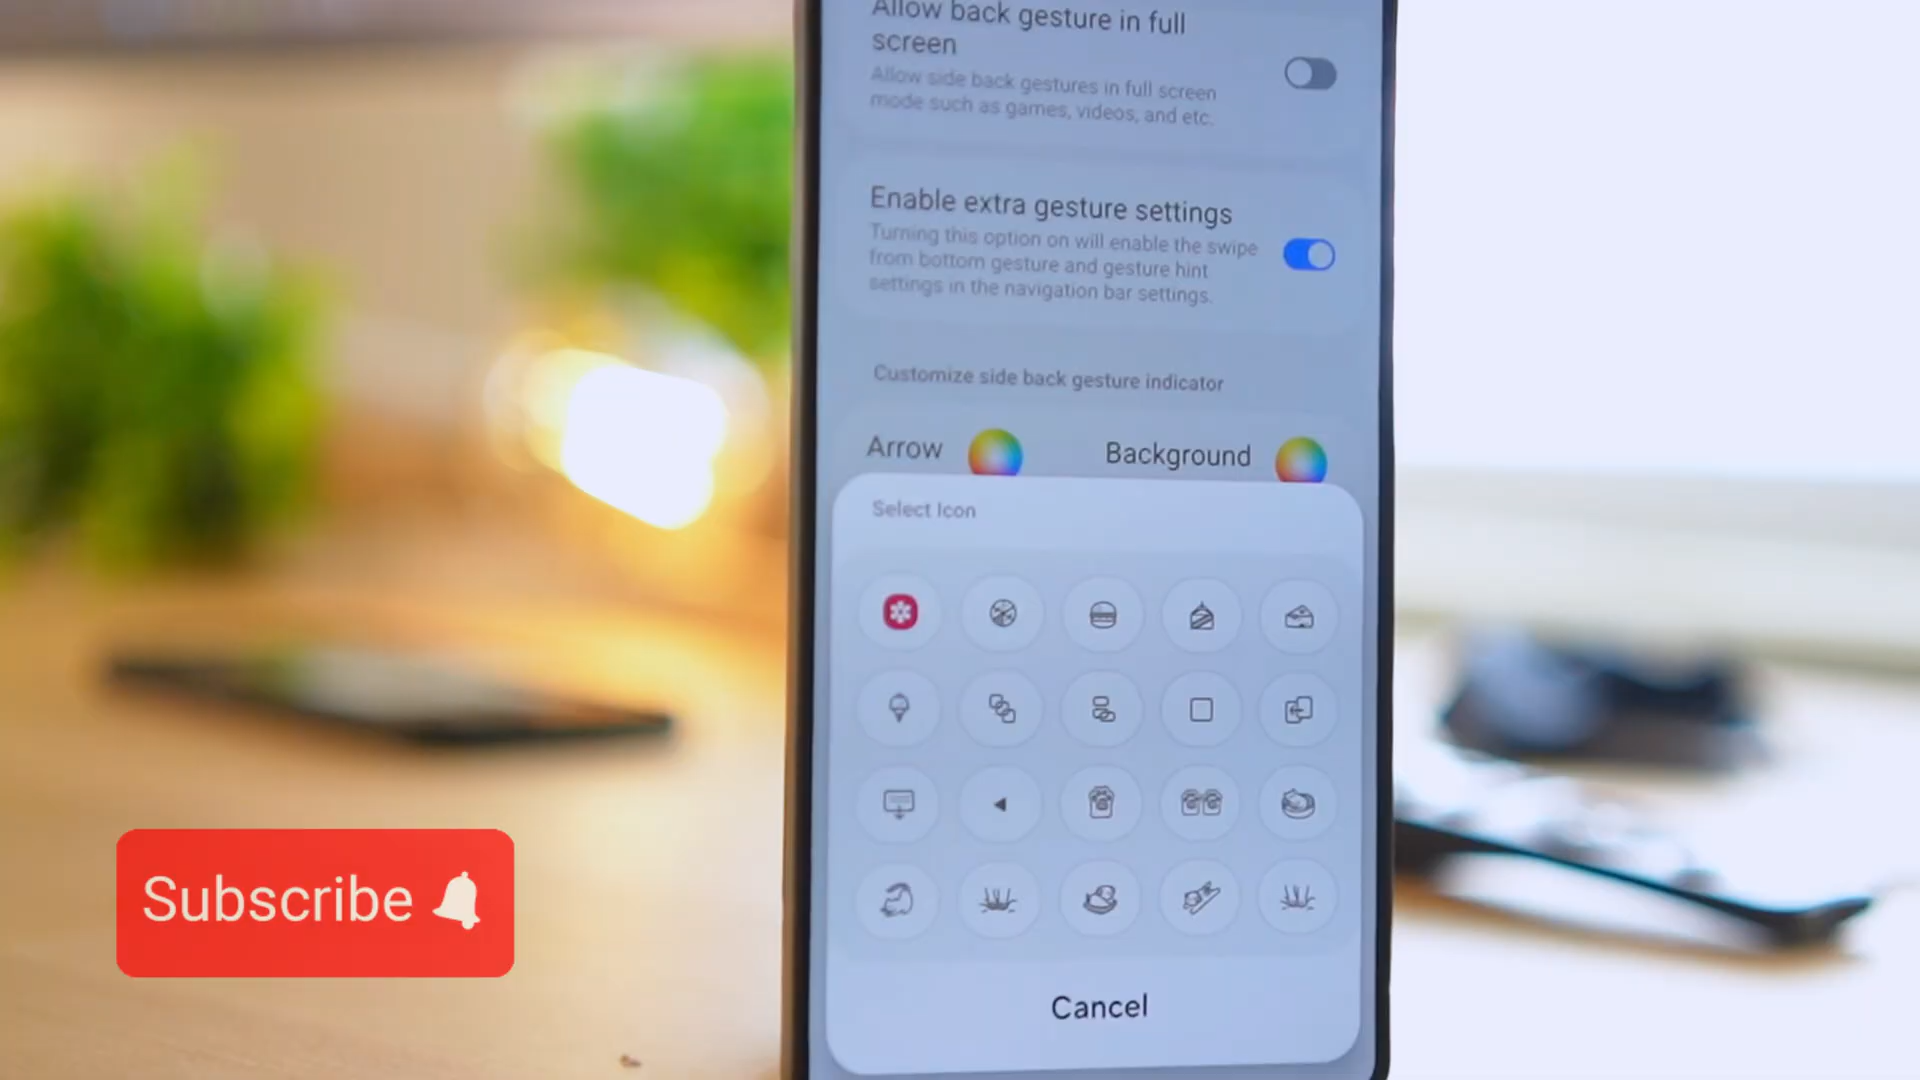 Allow back gesture in full
screen
Allow side back gestures in full screen
mode such as games, videos, and etc.
Enable extra gesture settings
Turning this option on will enable the swipe
from bottom gesture and gesture hint
settings in the navigation bar settings.
Customize side back gesture indicator
Arrow
Background
Select Icon
Cancel
Subscribe